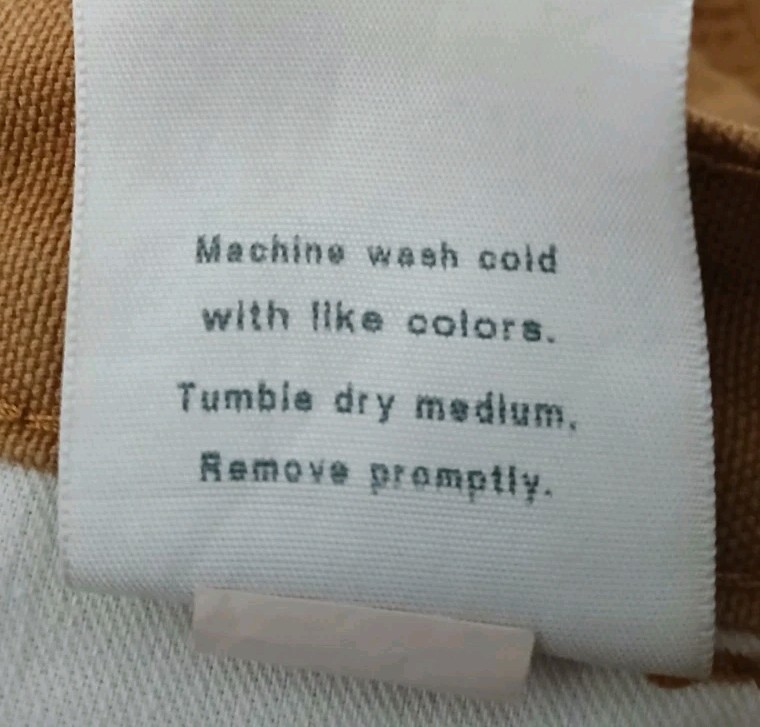 Machine wash cold
with like colors.
Tumble dry medium.
Remove promptly.